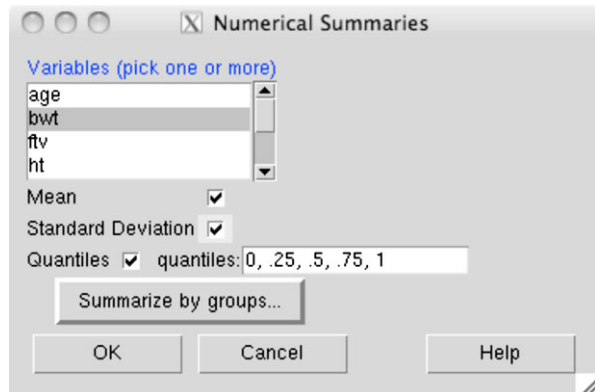 Numerical Summaries
Variables (pick one or more)
age
bwt
ftv
ht
Mean
Standard Deviation
Quantiles quantiles: 0, .25, .5, .75, 1
Summarize by groups...
OK Cancel Help